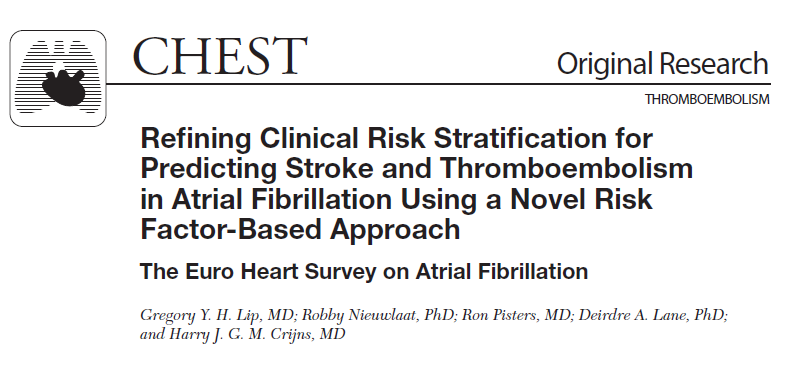 CHEST
Original Research
THROMBOEMBOLISM
Refining Clinical Risk Stratification for
Predicting Stroke and Thromboembolism
in Atrial Fibrillation Using a Novel Risk
Factor-Based Approach
The Euro Heart Survey on Atrial Fibrillation
Gregory Y. H. Lip, MD; Robby Nieuwlaat, PhD; Ron Pisters, MD; Deirdre A. Lane, PhD;
and Harry J. G. M. Crijns, MD